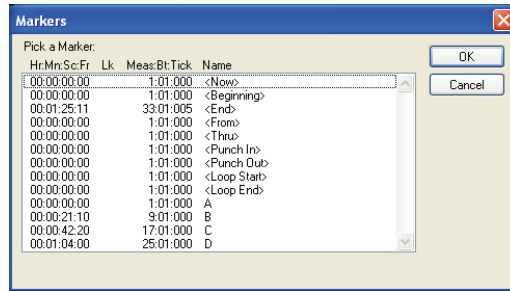 Markers
Pick a Marker:
Hr:Mn:Sc:Fr Lk Meas:Bt:Tick Name
00:00:00:00 1:01:000 <Now>
00:00:00:00 1:01:000 <Beginning>
00:01:25:11 33:01:005 <End>
00:00:00:00 1:01:000 <From>
00:00:00:00 1:01:000 <Thru>
00:00:00:00 1:01:000 <Punch In>
00:00:00:00 1:01:000 <Punch Out>
00:00:00:00 1:01:000 <Loop Start>
00:00:00:00 1:01:000 <Loop End>
00:00:00:00 1:01:000 A
00:00:21:10 9:01:000 B
00:00:42:20 17:01:000 C
00:01:04:00 25:01:000 D
OK
Cancel